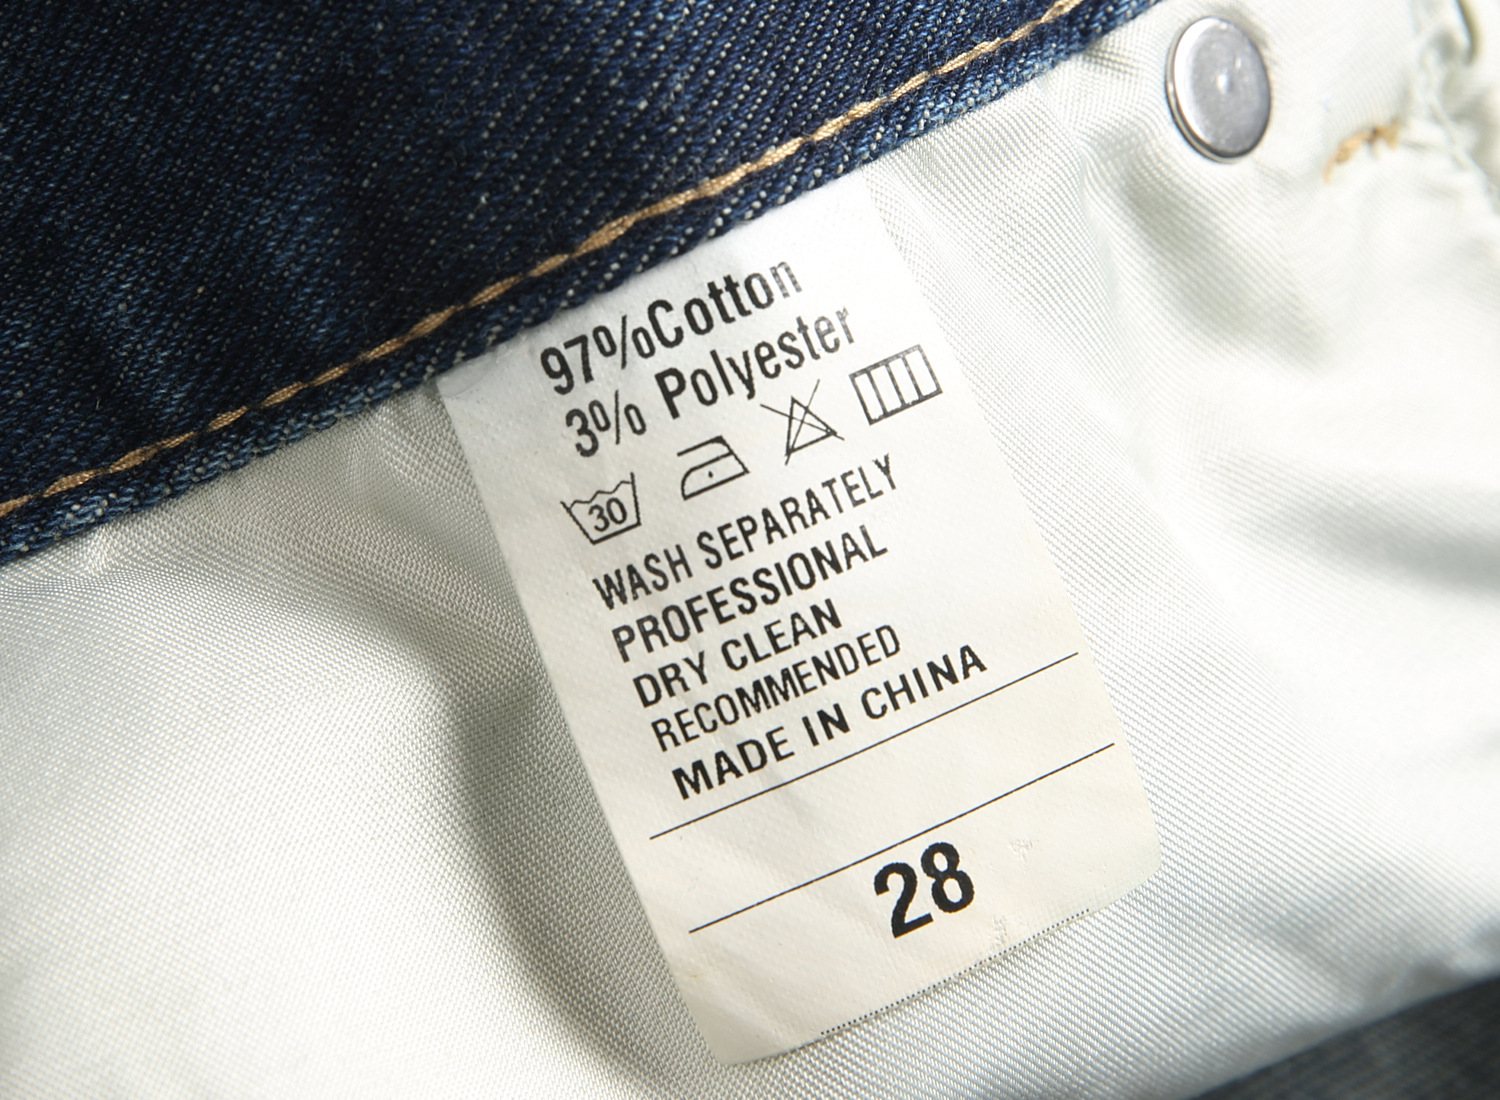 97%Cotton
3% Polyester
30
WASH SEPARATELY
PROFESSIONAL
DRY CLEAN
RECOMMENDED
MADE IN CHINA
28